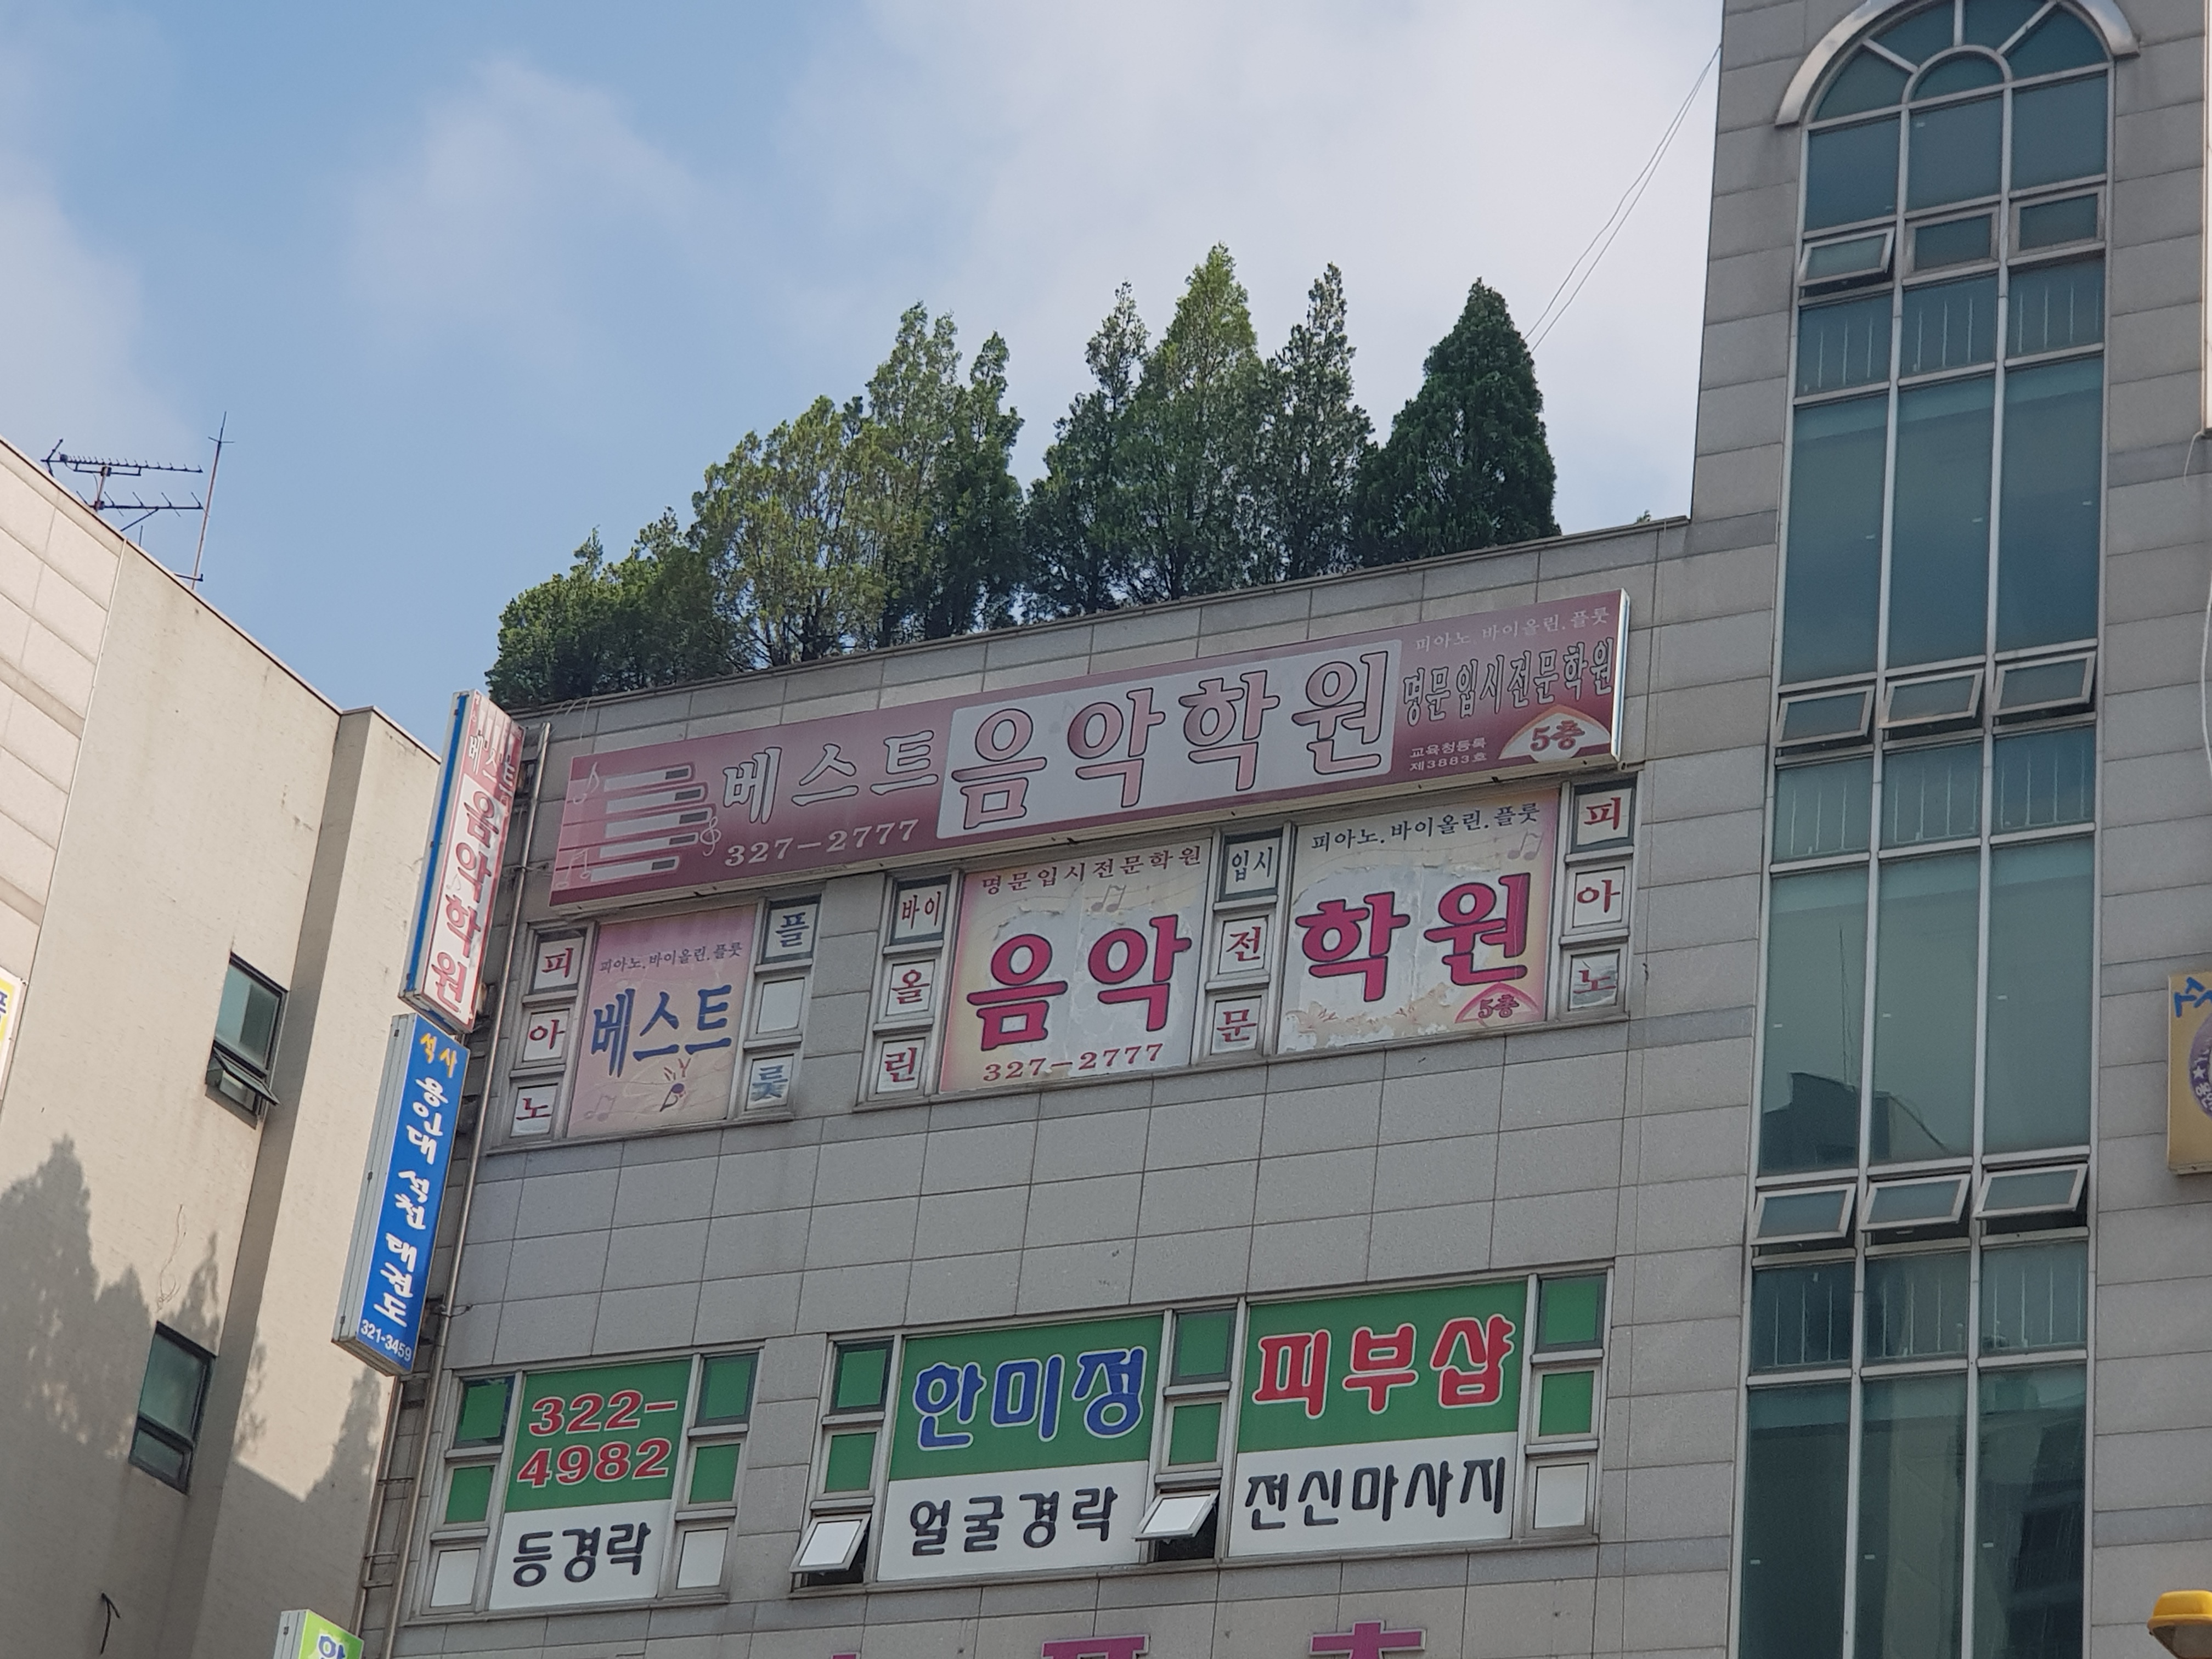 베스트 음악학원
327-2777
피아노 바이올린.플룻
명문입시전문학원
교육청등록
제3883호
5층
베스트 음악학원
석사
용인대 석천 태권도
321-3459
피아노
피아노.바이올린.플룻
베스트
플룻
바이올린
명문입시전문학원
음악
327-2777
입시전문
피아노.바이올린.플룻
학원
5층
피아노
322-
4982
등경락
한미정
얼굴경락
피부샵
전신마사지